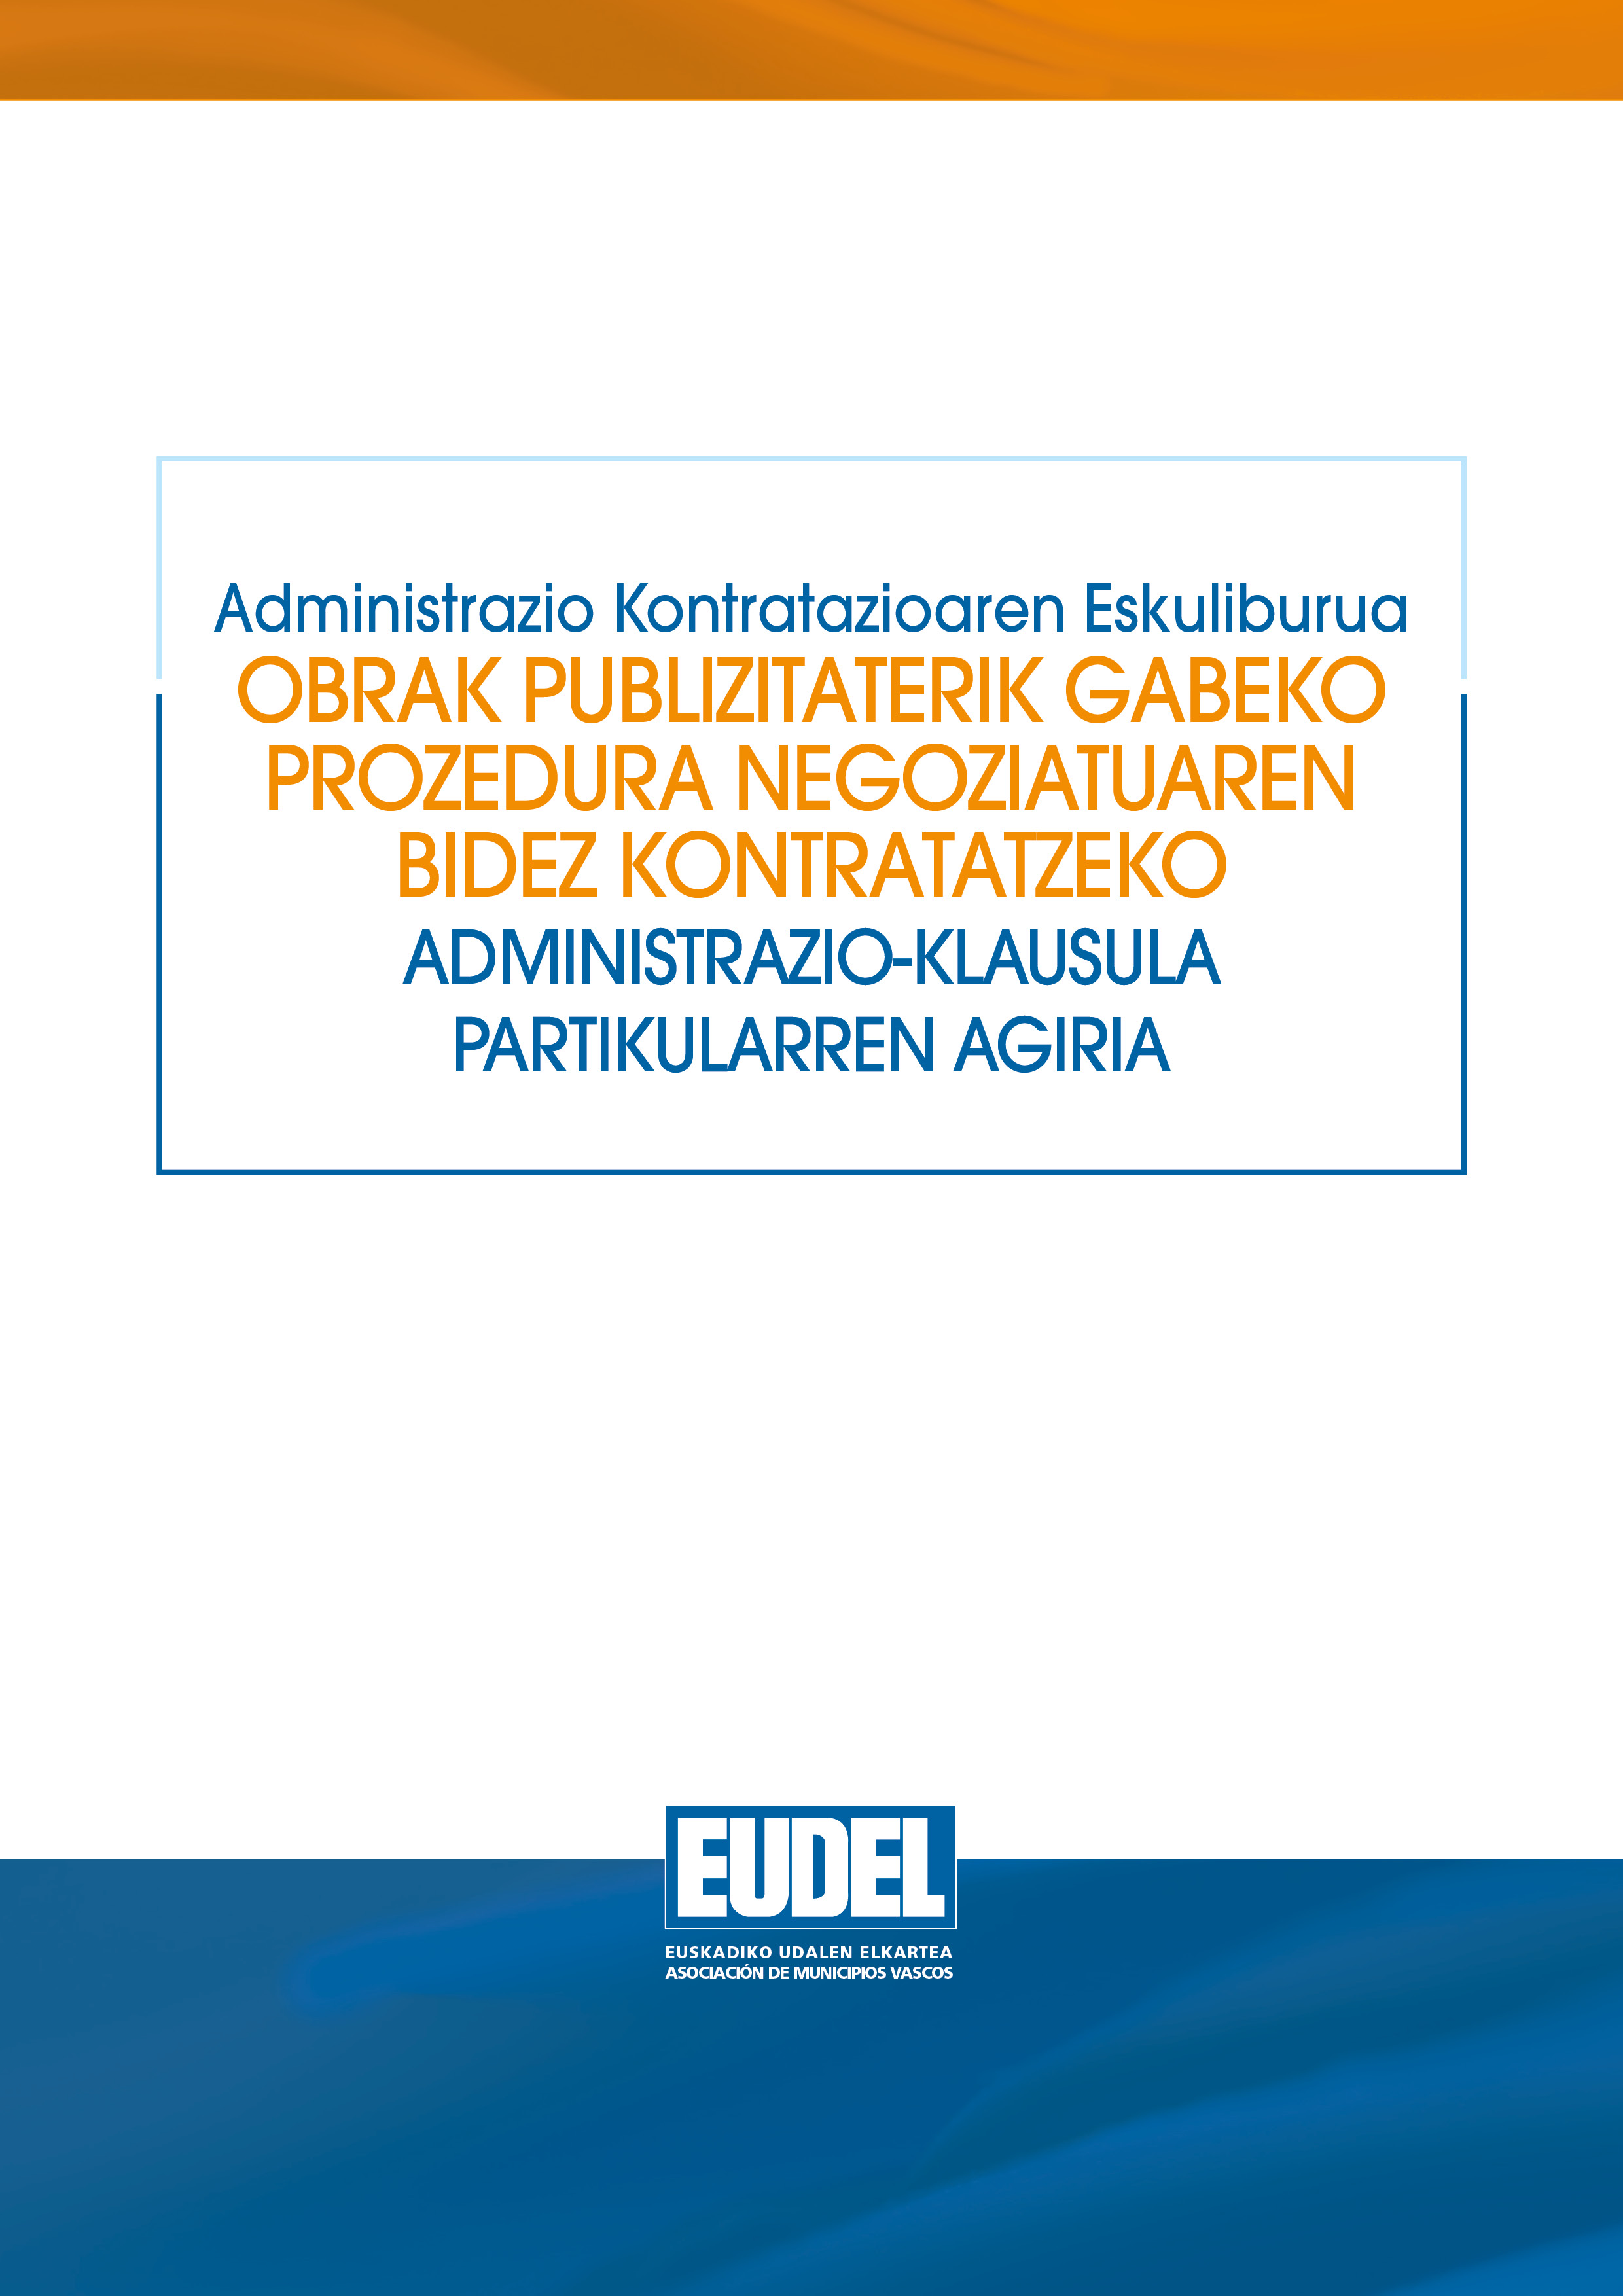 Administrazio Kontratazioaren Eskuliburua
OBRAK PUBLIZITATERIK GABEKO
PROZEDURA NEGOZIATUAREN
BIDEZ KONTRATATZEKO
ADMINISTRAZIO-KLAUSULA
PARTIKULARREN AGIRIA
EUDEL
EUSKADIKO UDALEN ELKARTEA
ASOCIACIÓN DE MUNICIPIOS VASCOS